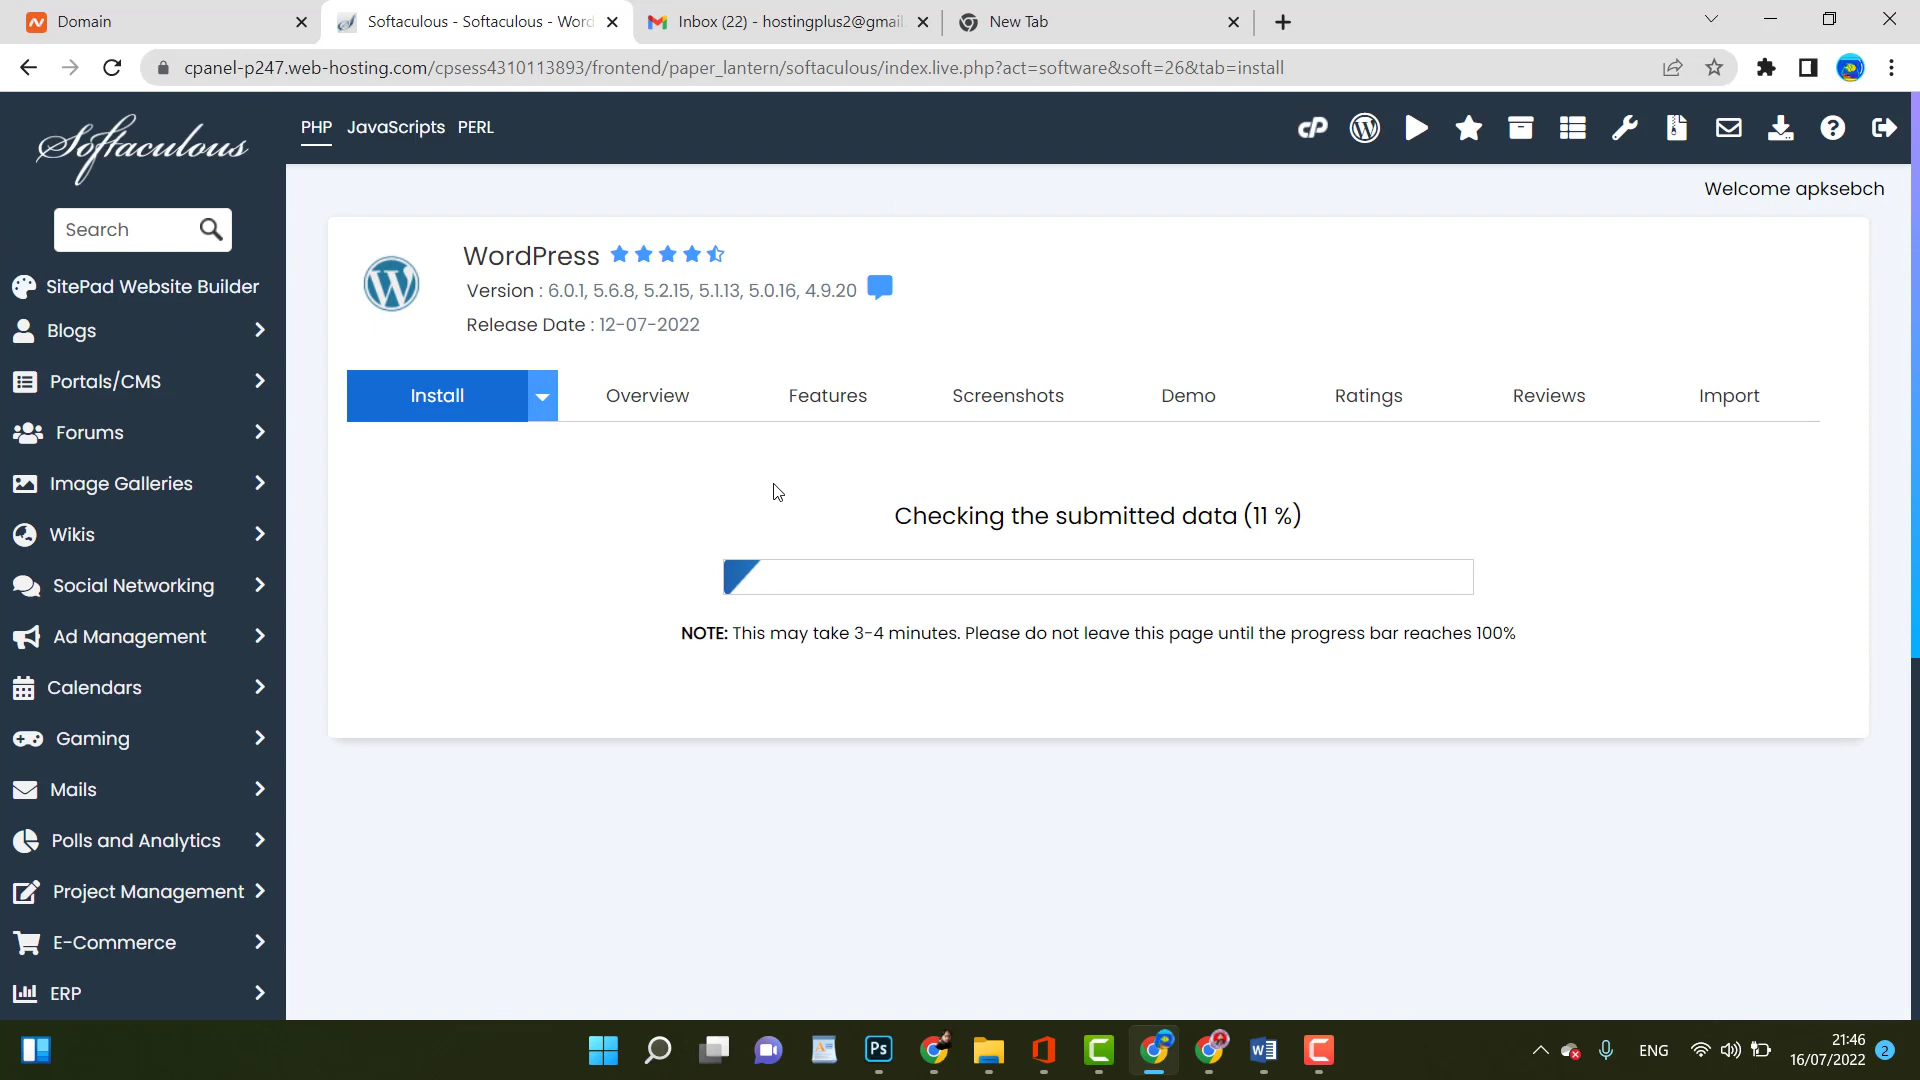 Domain
Softaculous - Softaculous - Word
Inbox (22) - hostingplus2@gmail
New Tab
cpanel-p247.web-hosting.com/cpsess4310113893/frontend/paper_lantern/softaculous/index.live.php?act=software&soft=26&tab=install
Softaculous
PHP JavaScripts PERL
cP
Welcome apksebch
Search
SitePad Website Builder
Blogs
Portals/CMS
Forums
Image Galleries
Wikis
Social Networking
Ad Management
Calendars
Gaming
Mails
Polls and Analytics
Project Management
E-Commerce
ERP
WordPress
Version : 6.0.1, 5.6.8, 5.2.15, 5.1.13, 5.0.16, 4.9.20
Release Date : 12-07-2022
Install Overview Features Screenshots Demo Ratings Reviews Import
Checking the submitted data (11 %)
NOTE: This may take 3-4 minutes. Please do not leave this page until the progress bar reaches 100%
Ps
ENG
21:46
16/07/2022
2